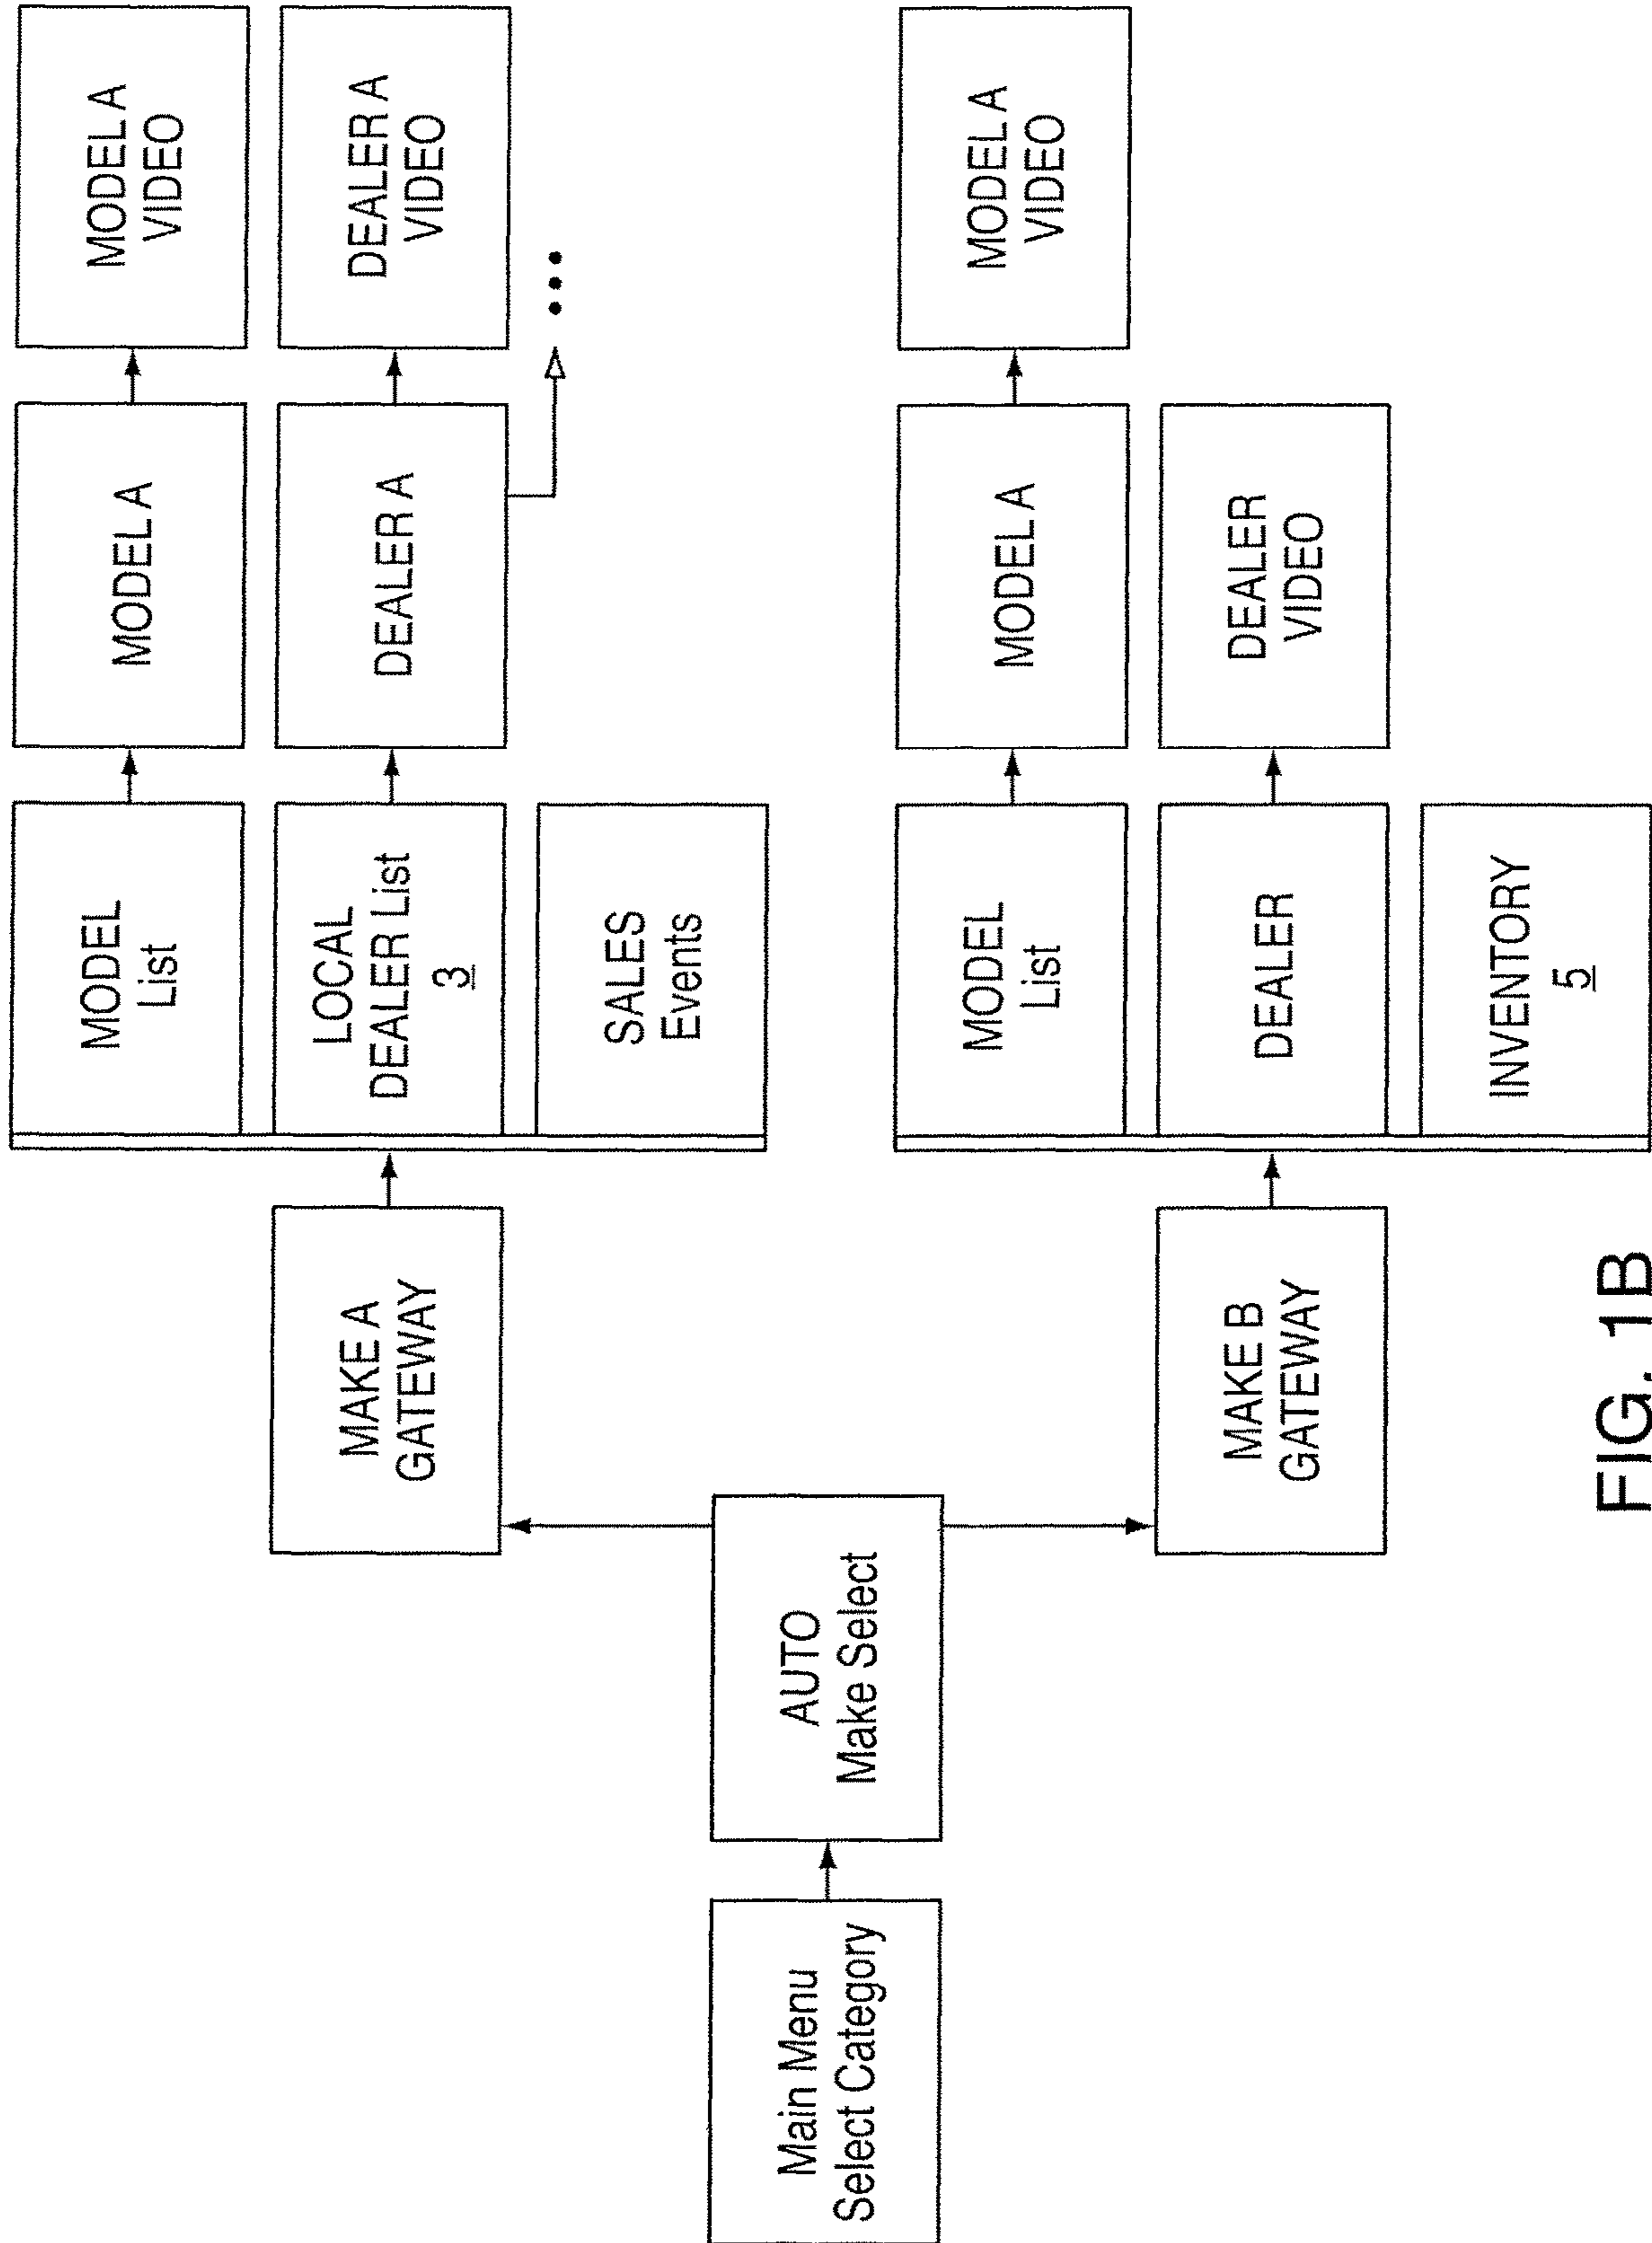 Main Menu
Select Category
AUTO
Make Select
MAKE A
GATEWAY
MODEL
List
MODEL A
MODEL A
VIDEO
LOCAL
DEALER List
3
DEALER A
DEALER A
VIDEO
SALES
Events
MAKE B
GATEWAY
MODEL
List
MODEL A
MODEL A
VIDEO
DEALER
DEALER
VIDEO
INVENTORY
5
FIG. 1B